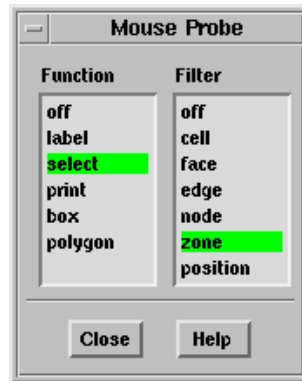 Mouse Probe
Function
off
label
select
print
box
polygon
Filter
off
cell
face
edge
node
zone
position
Close
Help